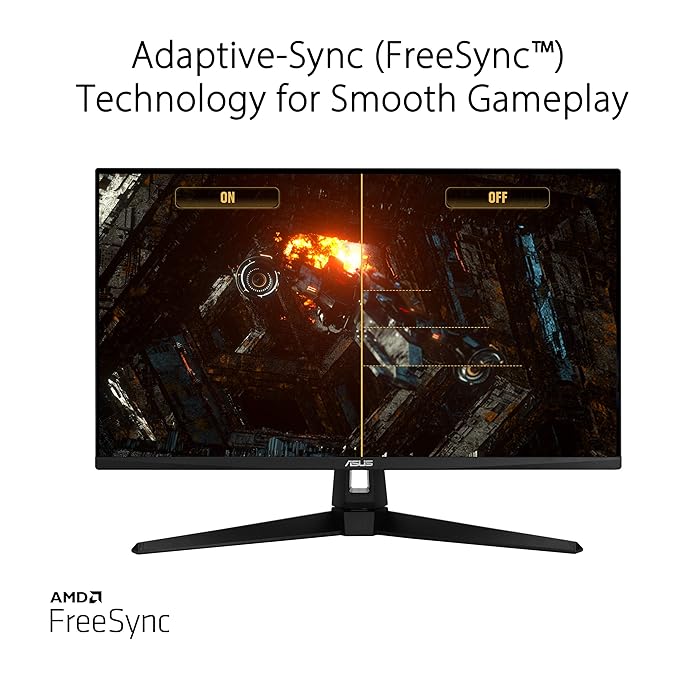 Adaptive-Sync (FreeSync™)
Technology for Smooth Gameplay
ON
OFF
ASUS
AMD
FreeSync